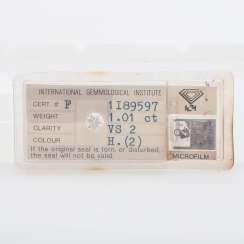 INTERNATIONAL GEMMOLOGICAL INSTITUTE
CERT. # F 1I89597
WEIGHT 1.01 ct
CLARITY VS 2
COLOUR H.(2)
If the original seal is torn, or disturbed,
the seal will not be valid.
MICROFILM